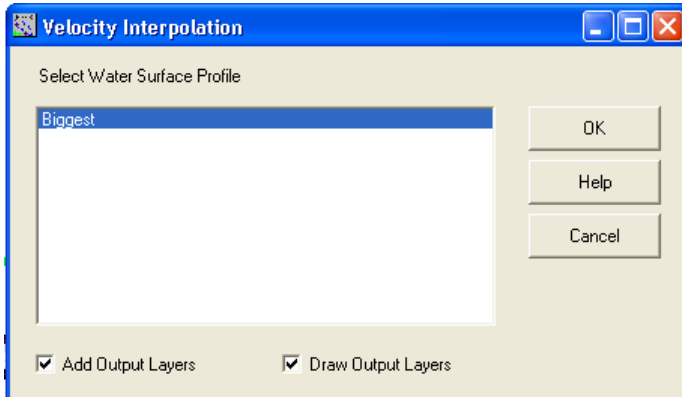 Velocity Interpolation
Select Water Surface Profile
Biggest
OK
Help
Cancel
Add Output Layers
Draw Output Layers